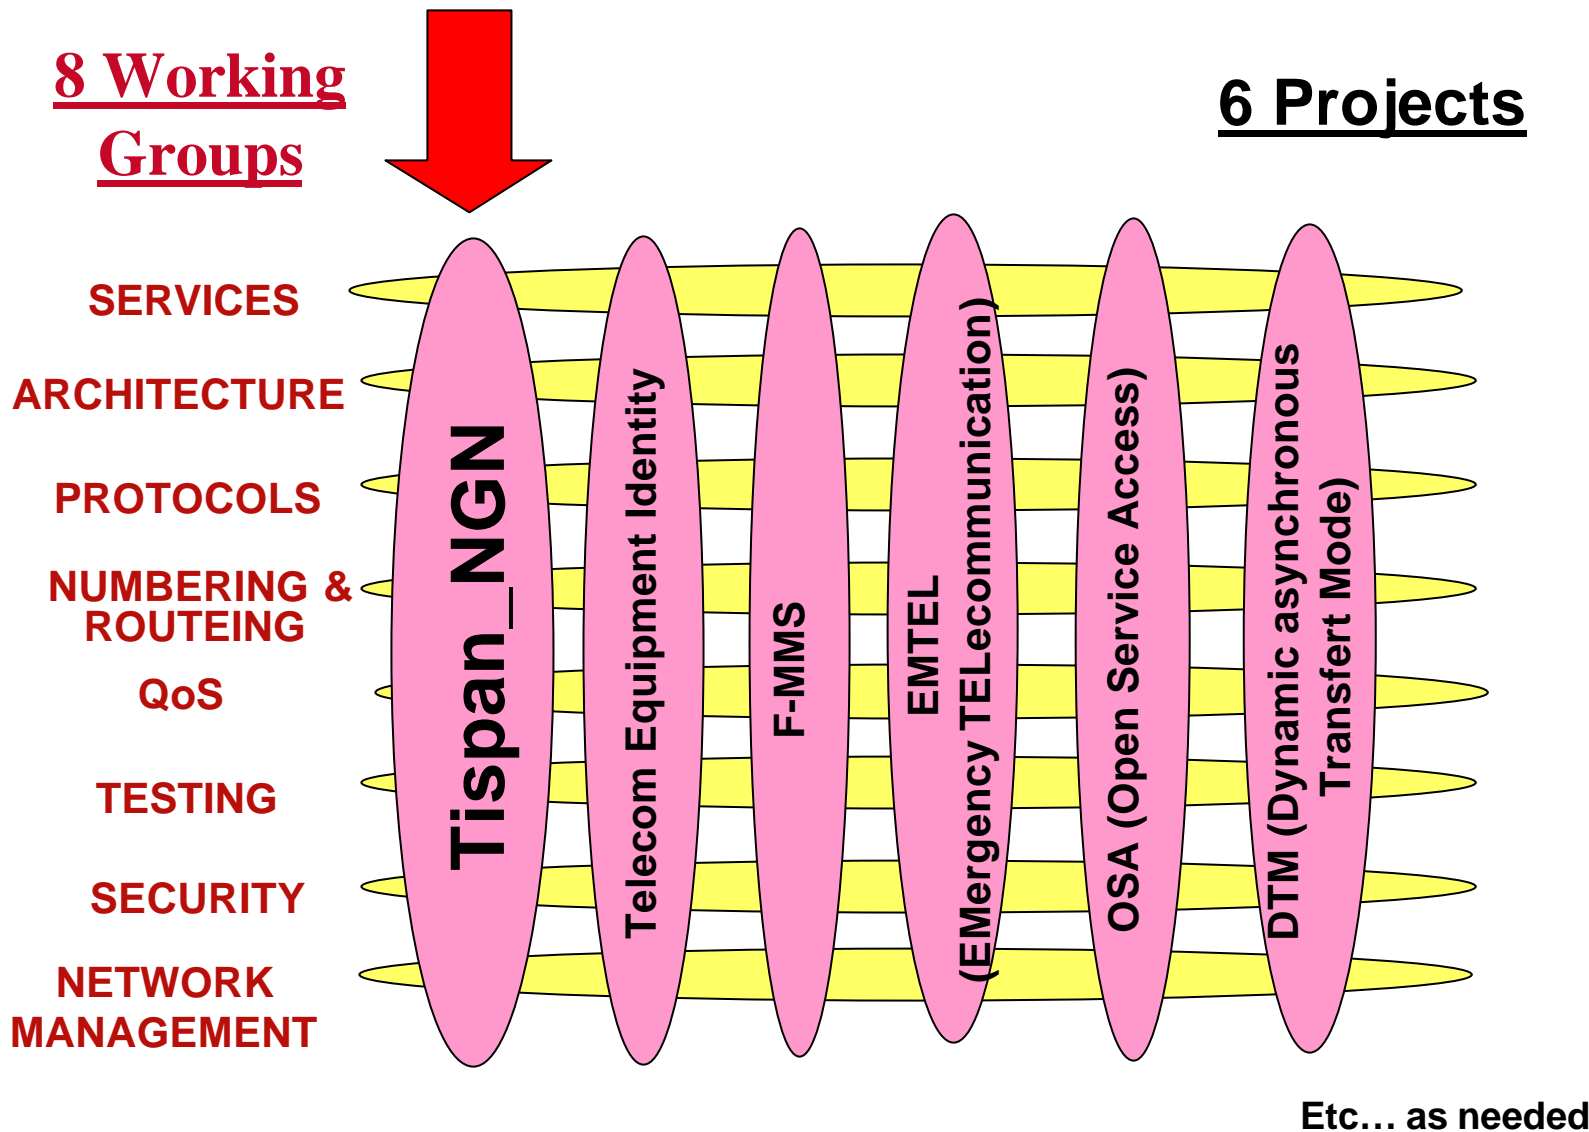 8 Working
Groups
6 Projects
SERVICES
ARCHITECTURE
PROTOCOLS
NUMBERING &
ROUTEING
QoS
TESTING
SECURITY
NETWORK
MANAGEMENT
Tispan_NGN
Telecom Equipment Identity
F-MMS
EMTEL
(EMergency TELecommunication)
OSA (Open Service Access)
DTM (Dynamic asynchronous
Transfert Mode)
Etc... as needed